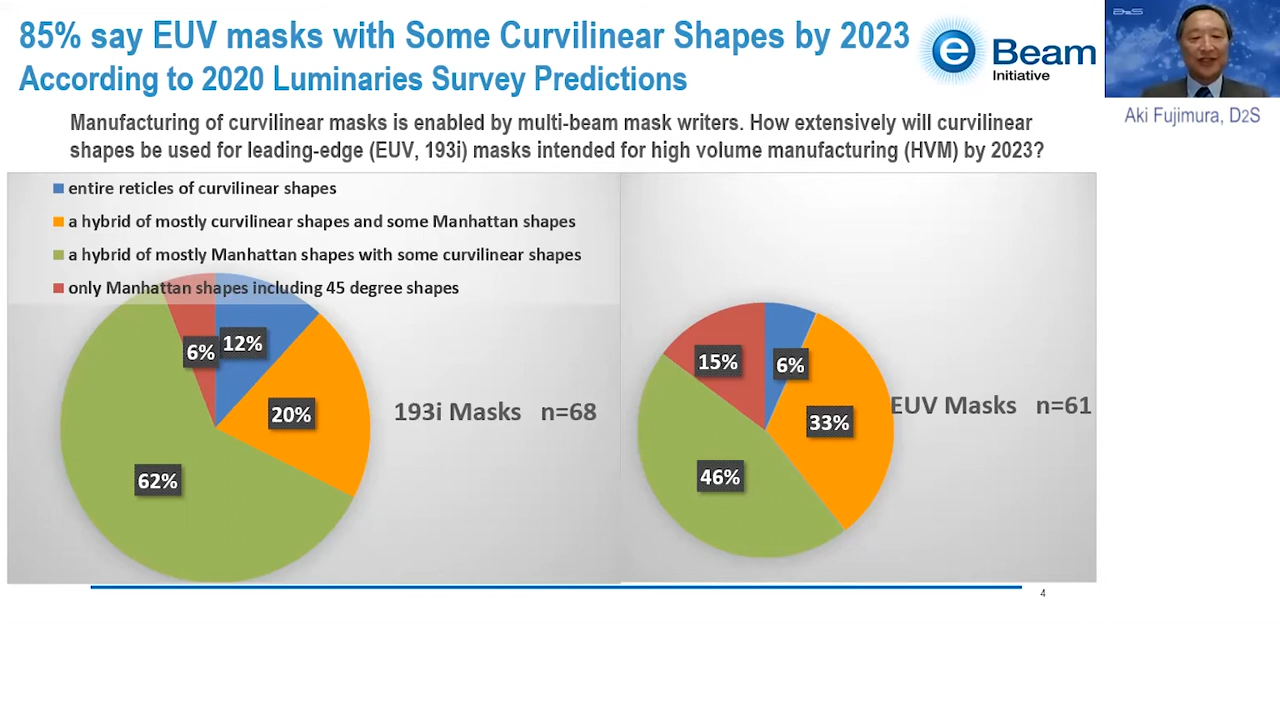 85% say EUV masks with Some Curvilinear Shapes by 2023
According to 2020 Luminaries Survey Predictions
e Beam
Initiative
D2S
Aki Fujimura, D2S
Manufacturing of curvilinear masks is enabled by multi-beam mask writers. How extensively will curvilinear
shapes be used for leading-edge (EUV, 193i) masks intended for high volume manufacturing (HVM) by 2023?
entire reticles of curvilinear shapes
a hybrid of mostly curvilinear shapes and some Manhattan shapes
a hybrid of mostly Manhattan shapes with some curvilinear shapes
only Manhattan shapes including 45 degree shapes
6%
12%
20%
62%
193i Masks n=68
15%
6%
33%
46%
EUV Masks n=61
4